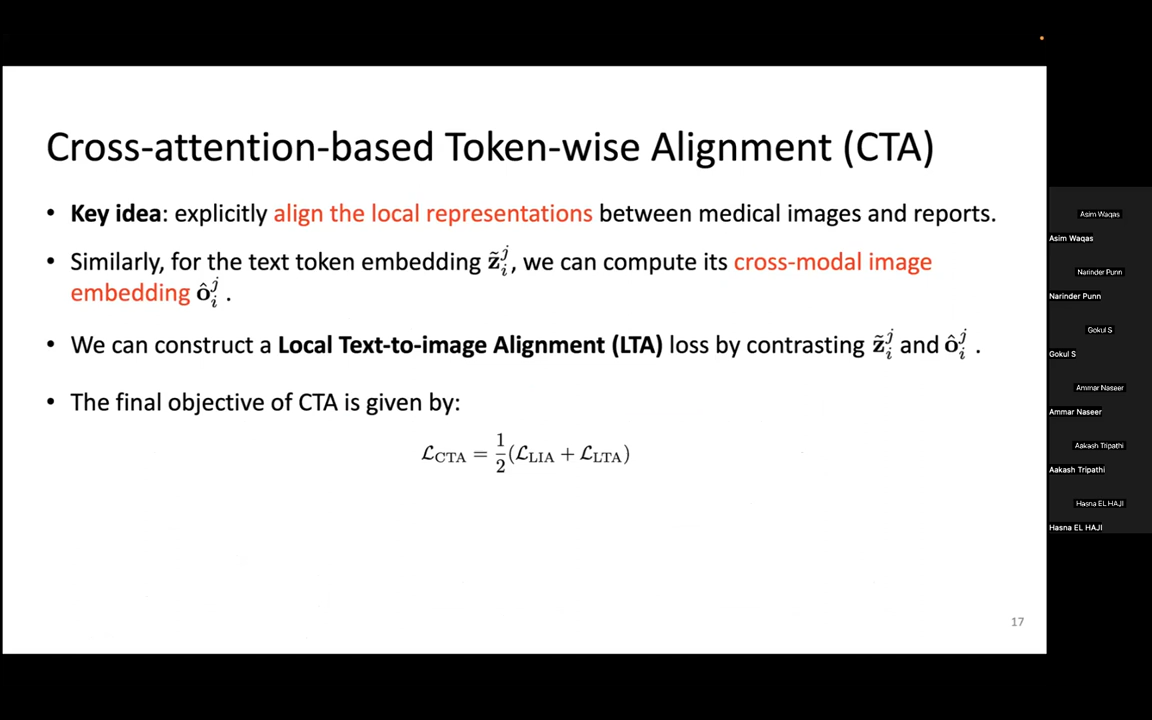 Cross-attention-based Token-wise Alignment (CTA)
• Key idea: explicitly align the local representations between medical images and reports.
• Similarly, for the text token embedding z̃ᵢʲ, we can compute its cross-modal image
embedding ôᵢʲ .
• We can construct a Local Text-to-image Alignment (LTA) loss by contrasting z̃ᵢʲ and ôᵢʲ .
• The final objective of CTA is given by:
ℒ_CTA = 1/2 (ℒ_LIA + ℒ_LTA)
17
Asim Waqas
Asim Waqas
Narinder Punn
Narinder Punn
Gokul S
Gokul S
Ammar Naseer
Ammar Naseer
Aakash Tripathi
Aakash Tripathi
Hasna EL HAJI
Hasna EL HAJI